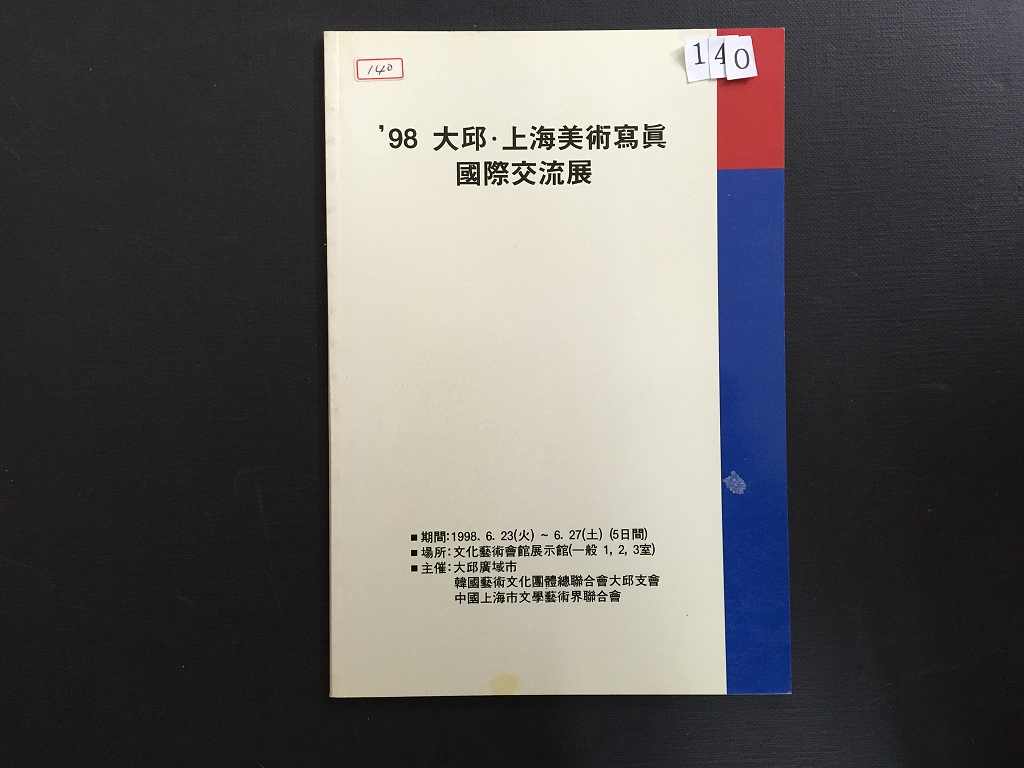 140
140
’98 大邱·上海美術寫眞
國際交流展
■ 期間:1998. 6. 23(火) ~ 6. 27(土) (5日間)
■ 場所:文化藝術會館展示館(一般 1, 2, 3室)
■ 主催:大邱廣域市
韓國藝術文化團體總聯合會大邱支會
中國上海市文學藝術界聯合會